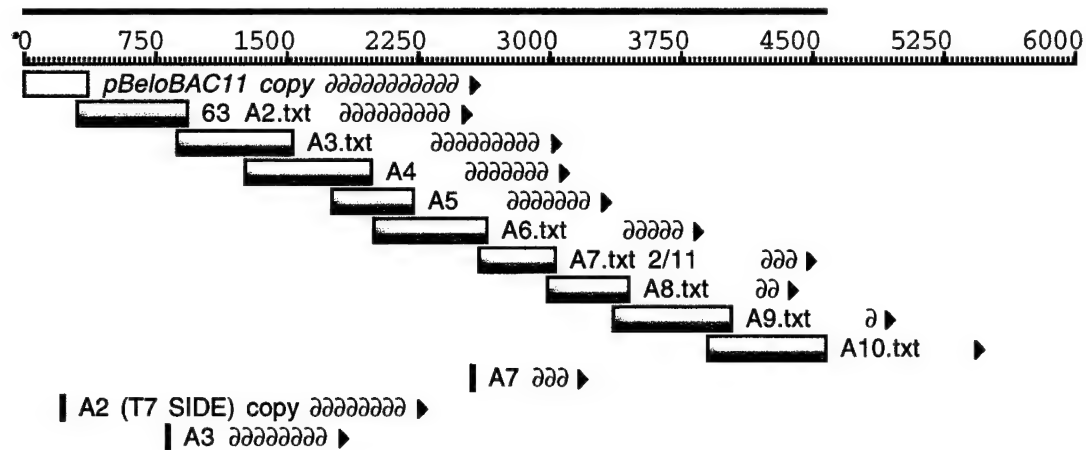 0 750 1500 2250 3000 3750 4500 5250 6000
pBeloBAC11 copy ∂∂∂∂∂∂∂∂∂∂∂
63 A2.txt ∂∂∂∂∂∂∂∂∂
A3.txt ∂∂∂∂∂∂∂∂∂
A4 ∂∂∂∂∂∂∂
A5 ∂∂∂∂∂∂∂
A6.txt ∂∂∂∂∂
A7.txt 2/11 ∂∂∂
A8.txt ∂∂
A9.txt ∂
A10.txt
A7 ∂∂∂
A2 (T7 SIDE) copy ∂∂∂∂∂∂∂∂
A3 ∂∂∂∂∂∂∂∂